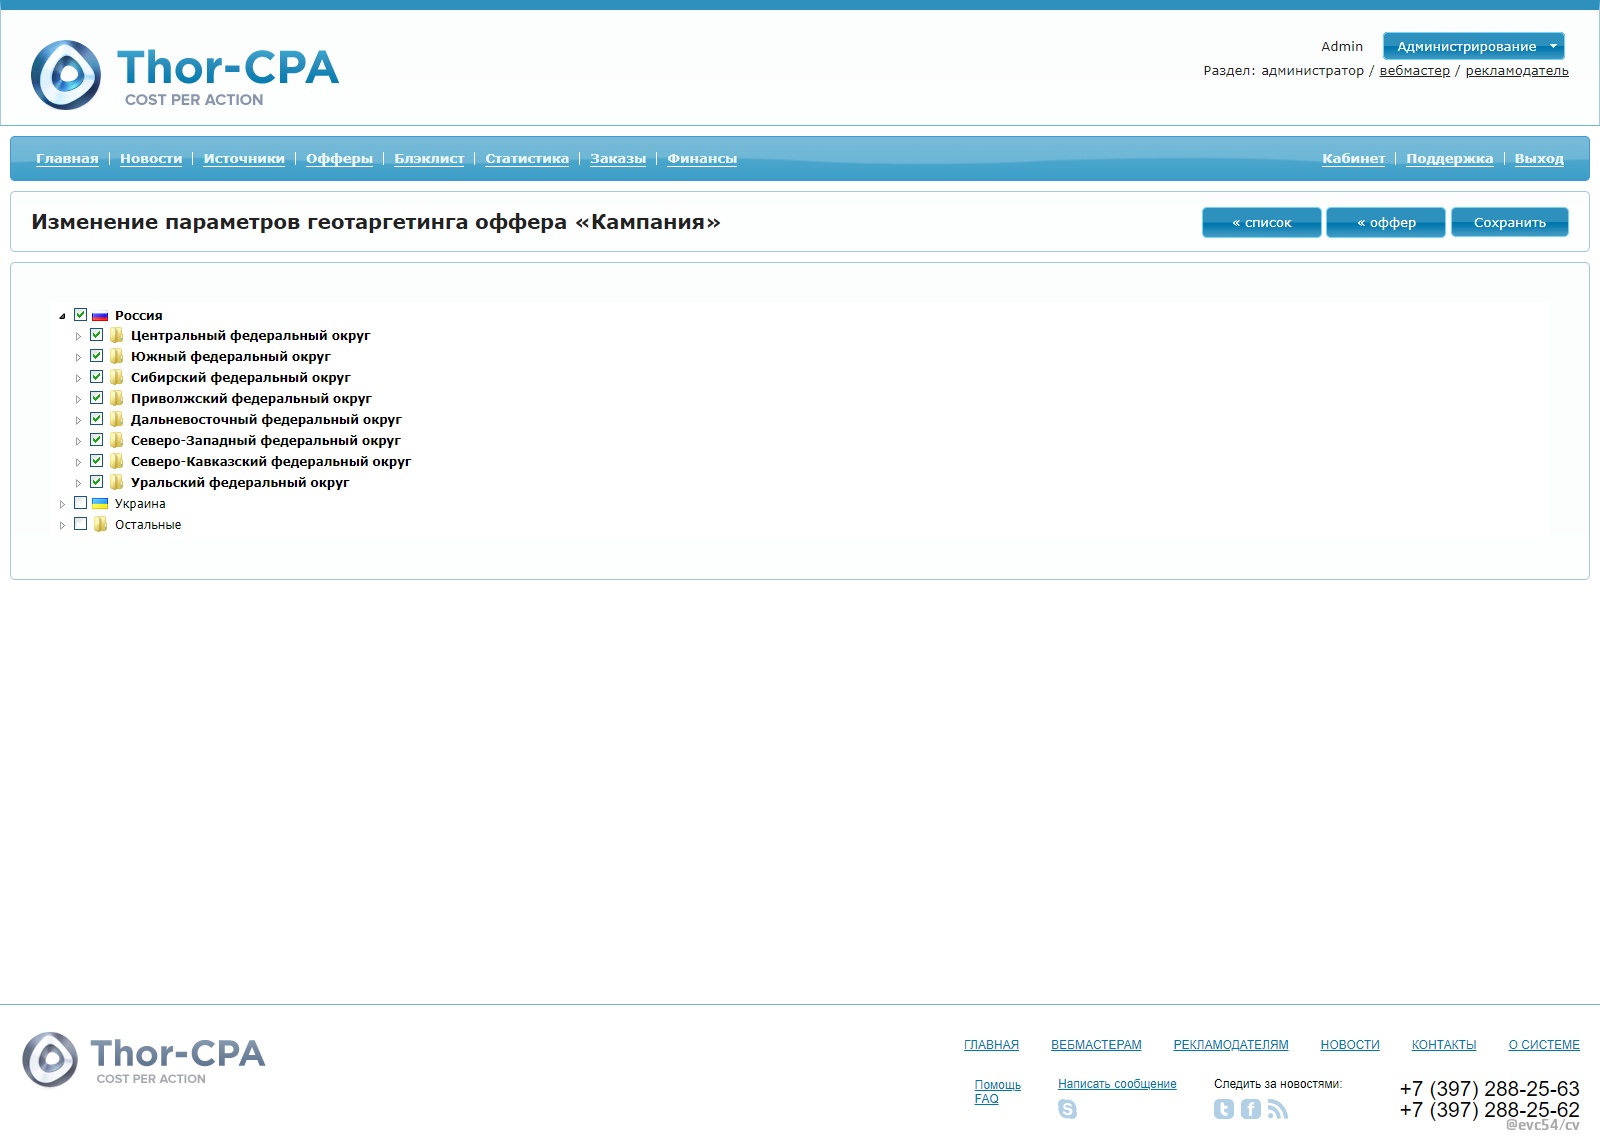 Thor-CPA
COST PER ACTION
Admin
Администрирование
Раздел: администратор / вебмастер / рекламодатель
Главная | Новости | Источники | Офферы | Блэклист | Статистика | Заказы | Финансы
Кабинет | Поддержка | Выход
Изменение параметров геотаргетинга оффера «Кампания»
« список
« оффер
Сохранить
Россия
Центральный федеральный округ
Южный федеральный округ
Сибирский федеральный округ
Приволжский федеральный округ
Дальневосточный федеральный округ
Северо-Западный федеральный округ
Северо-Кавказский федеральный округ
Уральский федеральный округ
Украина
Остальные
Thor-CPA
COST PER ACTION
ГЛАВНАЯ ВЕБМАСТЕРАМ РЕКЛАМОДАТЕЛЯМ НОВОСТИ КОНТАКТЫ О СИСТЕМЕ
Помощь
FAQ
Написать сообщение
Следить за новостями:
+7 (397) 288-25-63
+7 (397) 288-25-62
@evc54/cv